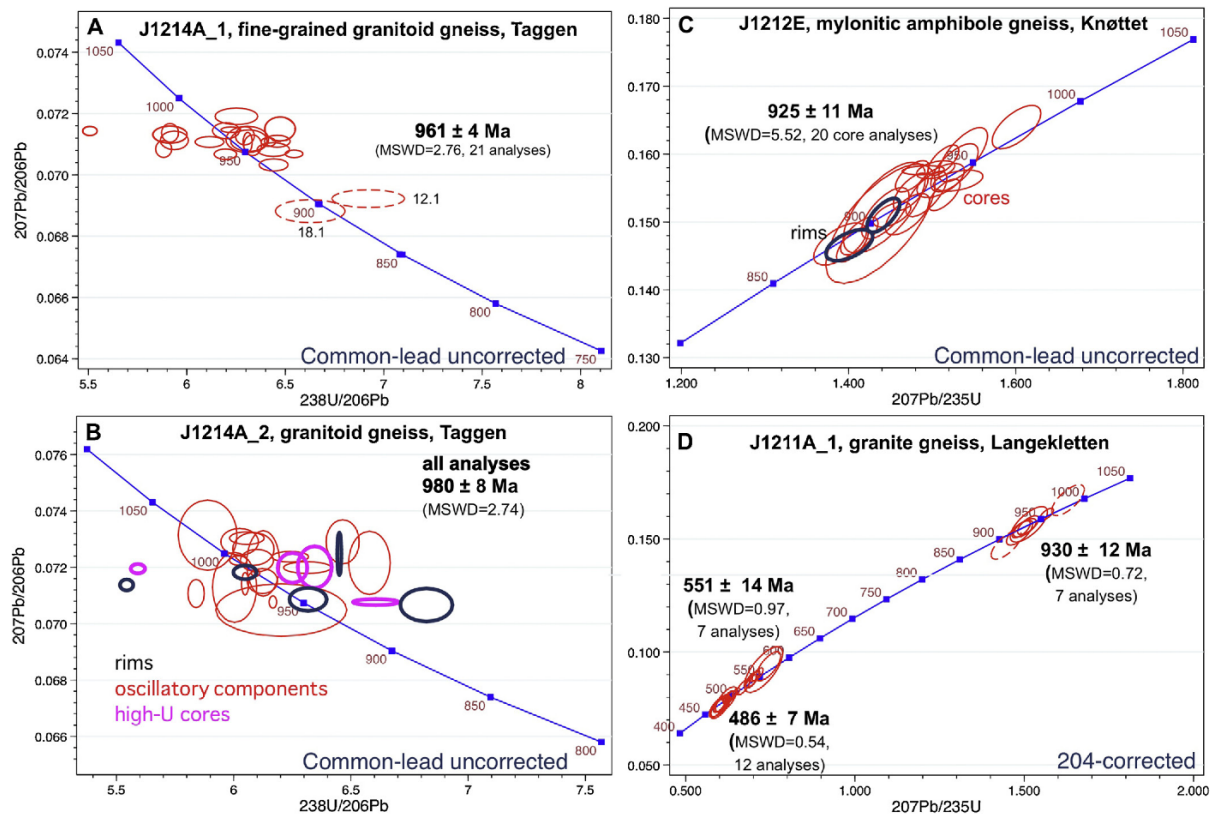 A
J1214A_1, fine-grained granitoid gneiss, Taggen
0.074
0.072
0.070
0.068
0.066
0.064
207Pb/206Pb
1050
1000
950
900
850
800
750
961 ± 4 Ma
(MSWD=2.76, 21 analyses)
12.1
18.1
Common-lead uncorrected
5.5
6
6.5
7
7.5
8
238U/206Pb
C
J1212E, mylonitic amphibole gneiss, Knøttet
0.180
0.170
0.160
0.150
0.140
0.130
207Pb/206Pb
1050
1000
950
900
850
925 ± 11 Ma
(MSWD=5.52, 20 core analyses)
cores
rims
Common-lead uncorrected
1.200
1.400
1.600
1.800
207Pb/235U
B
J1214A_2, granitoid gneiss, Taggen
0.076
0.074
0.072
0.070
0.068
0.066
207Pb/206Pb
1050
1000
950
900
850
800
all analyses
980 ± 8 Ma
(MSWD=2.74)
rims
oscillatory components
high-U cores
Common-lead uncorrected
5.5
6
6.5
7
7.5
238U/206Pb
D
J1211A_1, granite gneiss, Langekletten
0.200
0.150
0.100
0.050
1050
1000
950
900
850
800
750
700
650
600
550
500
450
400
930 ± 12 Ma
(MSWD=0.72,
7 analyses)
551 ± 14 Ma
(MSWD=0.97,
7 analyses)
486 ± 7 Ma
(MSWD=0.54,
12 analyses)
204-corrected
0.500
1.000
1.500
2.000
207Pb/235U